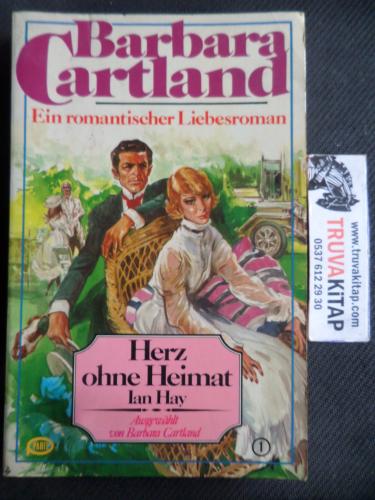 Barbara
Cartland
Ein romantischer Liebesroman
Herz
ohne Heimat
Ian Hay
Ausgewählt
von Barbara Cartland
PABEL
1
www.truvakitap.com
TRUVAKiTAP
0537 612 29 30